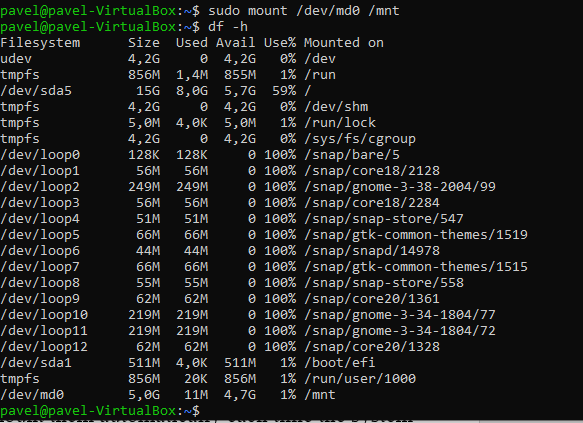 pavel@pavel-VirtualBox:~$ sudo mount /dev/md0 /mnt
pavel@pavel-VirtualBox:~$ df -h
Filesystem      Size  Used Avail Use% Mounted on
udev            4,2G     0  4,2G   0% /dev
tmpfs           856M  1,4M  855M   1% /run
/dev/sda5        15G  8,0G  5,7G  59% /
tmpfs           4,2G     0  4,2G   0% /dev/shm
tmpfs           5,0M  4,0K  5,0M   1% /run/lock
tmpfs           4,2G     0  4,2G   0% /sys/fs/cgroup
/dev/loop0      128K  128K     0 100% /snap/bare/5
/dev/loop1       56M   56M     0 100% /snap/core18/2128
/dev/loop2      249M  249M     0 100% /snap/gnome-3-38-2004/99
/dev/loop3       56M   56M     0 100% /snap/core18/2284
/dev/loop4       51M   51M     0 100% /snap/snap-store/547
/dev/loop5       66M   66M     0 100% /snap/gtk-common-themes/1519
/dev/loop6       44M   44M     0 100% /snap/snapd/14978
/dev/loop7       66M   66M     0 100% /snap/gtk-common-themes/1515
/dev/loop8       55M   55M     0 100% /snap/snap-store/558
/dev/loop9       62M   62M     0 100% /snap/core20/1361
/dev/loop10     219M  219M     0 100% /snap/gnome-3-34-1804/77
/dev/loop11     219M  219M     0 100% /snap/gnome-3-34-1804/72
/dev/loop12      62M   62M     0 100% /snap/core20/1328
/dev/sda1       511M  4,0K  511M   1% /boot/efi
tmpfs           856M   20K  856M   1% /run/user/1000
/dev/md0        5,0G   11M  4,7G   1% /mnt
pavel@pavel-VirtualBox:~$